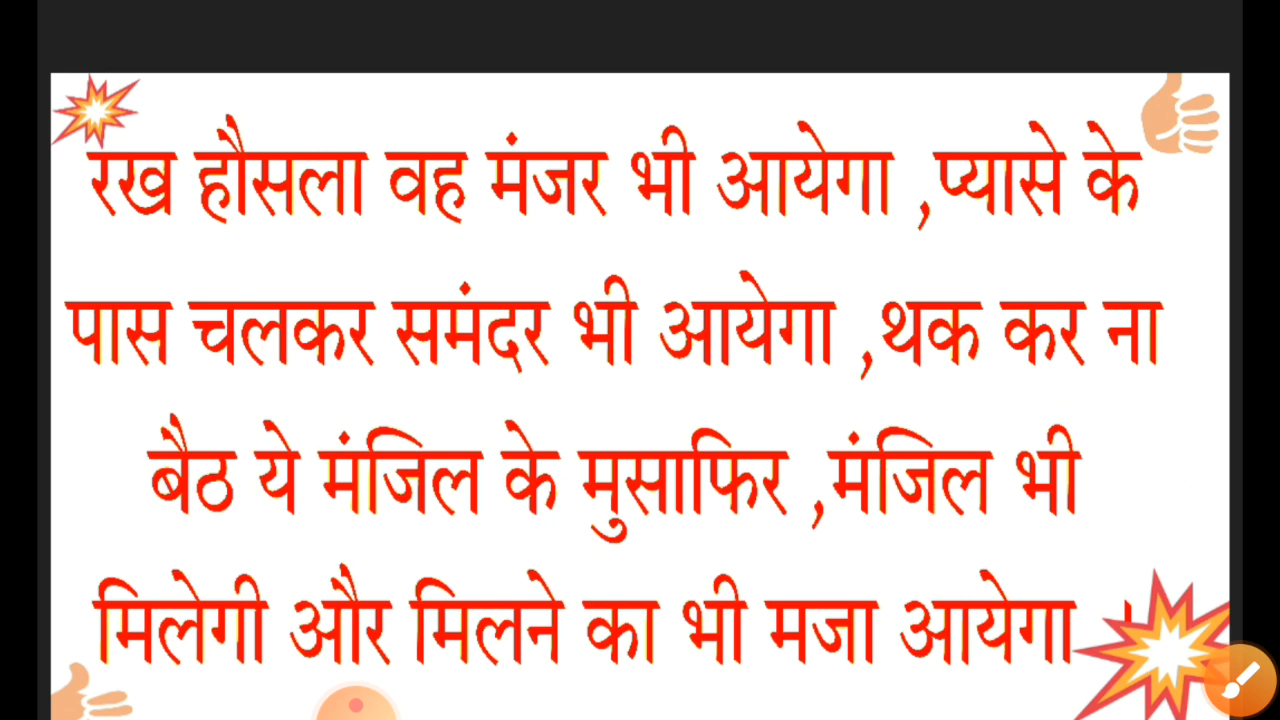 रख हौसला वह मंजर भी आयेगा ,प्यासे के
पास चलकर समंदर भी आयेगा ,थक कर ना
बैठ ये मंजिल के मुसाफिर ,मंजिल भी
मिलेगी और मिलने का भी मजा आयेगा ।